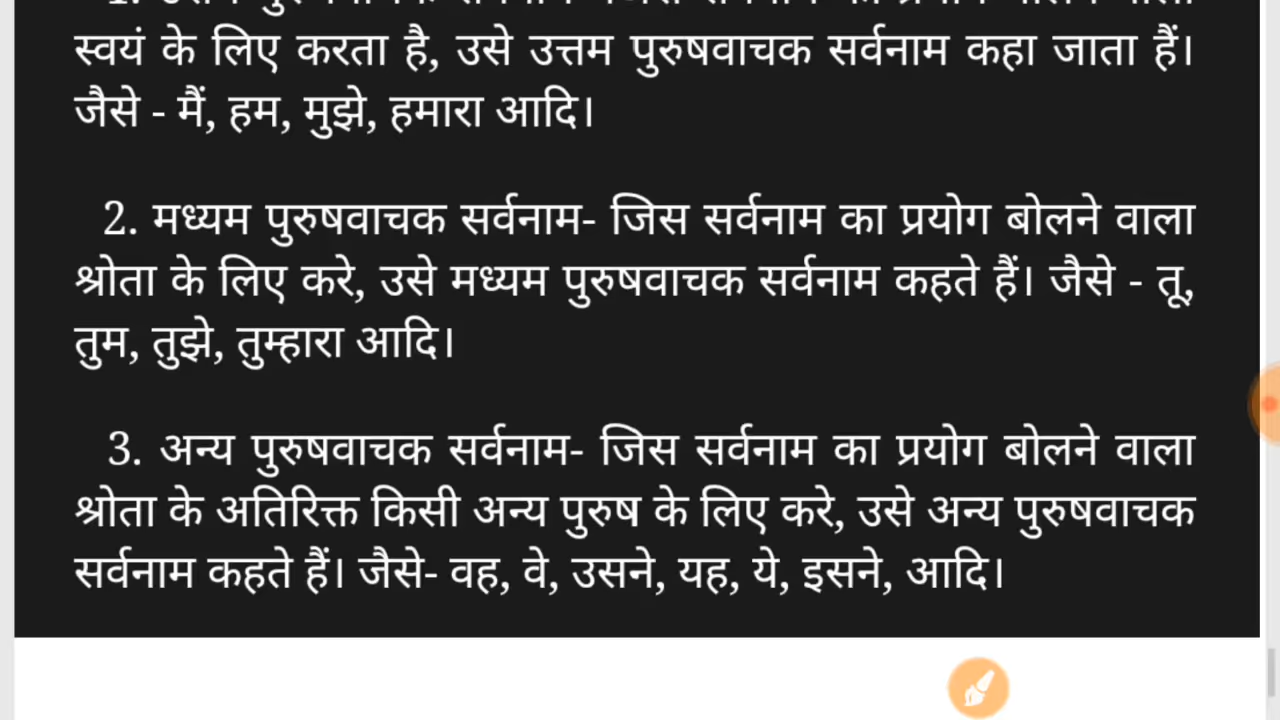 स्वयं के लिए करता है, उसे उत्तम पुरुषवाचक सर्वनाम कहा जाता हैं।
जैसे - मैं, हम, मुझे, हमारा आदि।
2. मध्यम पुरुषवाचक सर्वनाम- जिस सर्वनाम का प्रयोग बोलने वाला
श्रोता के लिए करे, उसे मध्यम पुरुषवाचक सर्वनाम कहते हैं। जैसे - तू,
तुम, तुझे, तुम्हारा आदि।
3. अन्य पुरुषवाचक सर्वनाम- जिस सर्वनाम का प्रयोग बोलने वाला
श्रोता के अतिरिक्त किसी अन्य पुरुष के लिए करे, उसे अन्य पुरुषवाचक
सर्वनाम कहते हैं। जैसे- वह, वे, उसने, यह, ये, इसने, आदि।